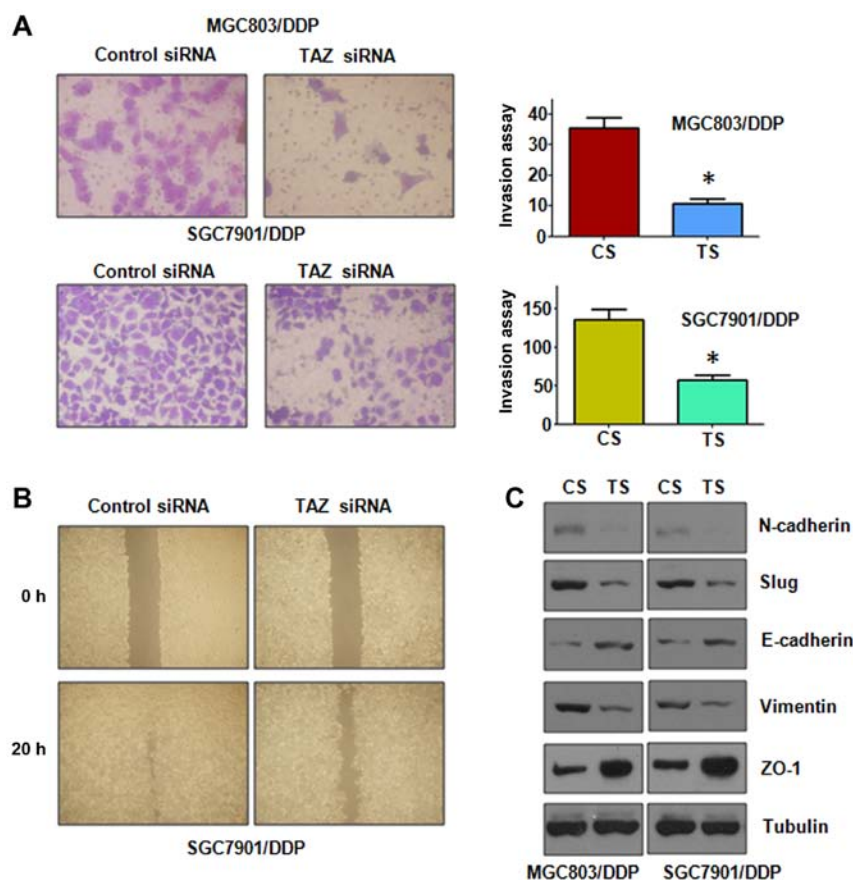 A
MGC803/DDP
Control siRNA TAZ siRNA
SGC7901/DDP
Control siRNA TAZ siRNA
Invasion assay
40
30
20
10
0
MGC803/DDP
*
CS TS
Invasion assay
150
100
50
0
SGC7901/DDP
*
CS TS
B
Control siRNA TAZ siRNA
0 h
20 h
SGC7901/DDP
C
CS TS CS TS
N-cadherin
Slug
E-cadherin
Vimentin
ZO-1
Tubulin
MGC803/DDP SGC7901/DDP